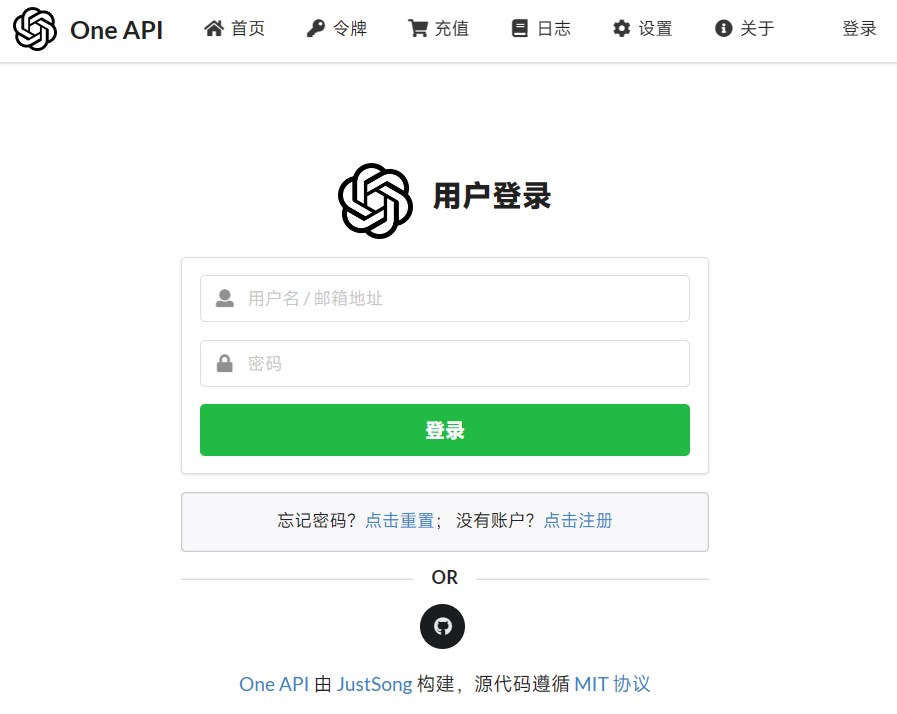 One API 首页 令牌 充值 日志 设置 关于 登录
用户登录
用户名 / 邮箱地址
密码
登录
忘记密码？点击重置； 没有账户？点击注册
OR
One API 由 JustSong 构建，源代码遵循 MIT 协议